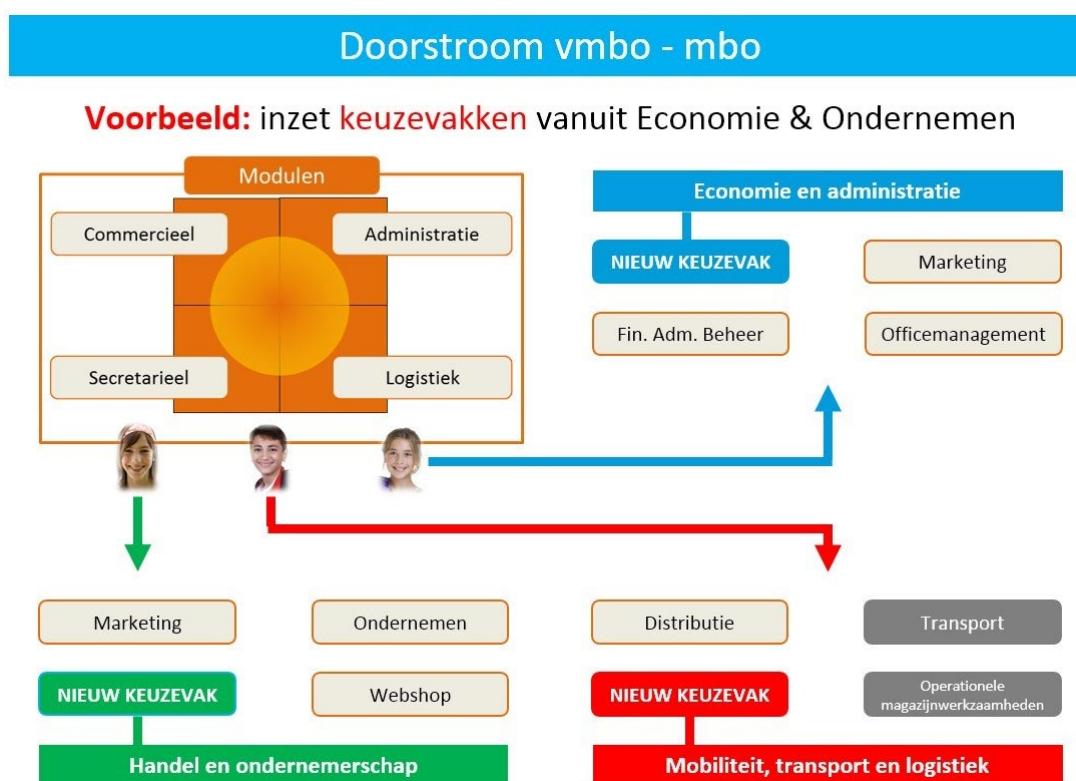 Doorstroom vmbo - mbo
Voorbeeld: inzet keuzevakken vanuit Economie & Ondernemen
Modulen
Commercieel
Administratie
Secretarieel
Logistiek
Economie en administratie
NIEUW KEUZEVAK
Marketing
Fin. Adm. Beheer
Officemanagement
Marketing
Ondernemen
NIEUW KEUZEVAK
Webshop
Handel en ondernemerschap
Distributie
Transport
NIEUW KEUZEVAK
Operationele
magazijnwerkzaamheden
Mobiliteit, transport en logistiek